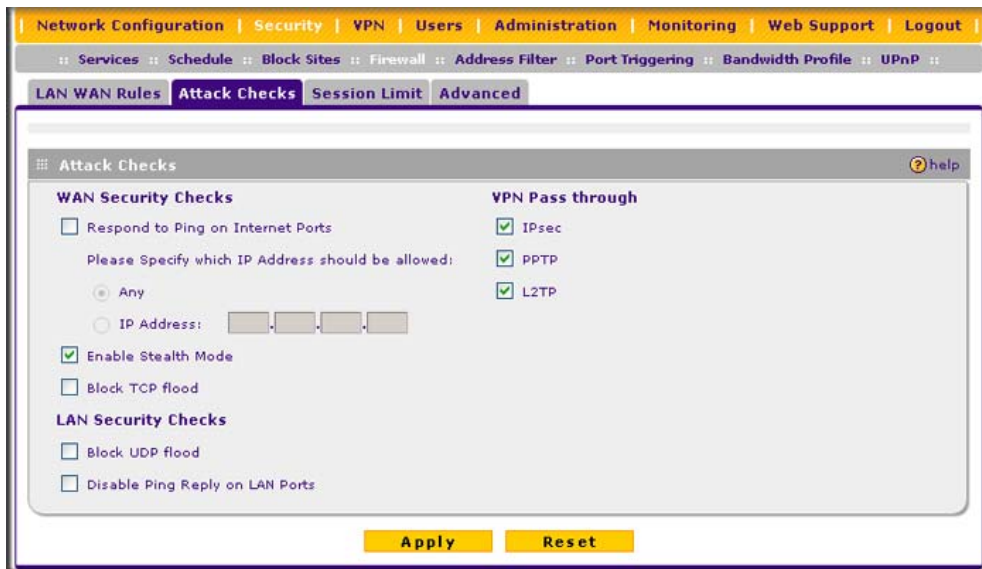 Network Configuration | Security | VPN | Users | Administration | Monitoring | Web Support | Logout
:: Services :: Schedule :: Block Sites :: Firewall :: Address Filter :: Port Triggering :: Bandwidth Profile :: UPnP ::
LAN WAN Rules Attack Checks Session Limit Advanced
Attack Checks ? help
WAN Security Checks
Respond to Ping on Internet Ports
Please Specify which IP Address should be allowed:
Any
IP Address: . . .
Enable Stealth Mode
Block TCP flood
LAN Security Checks
Block UDP flood
Disable Ping Reply on LAN Ports
VPN Pass through
IPsec
PPTP
L2TP
Apply Reset